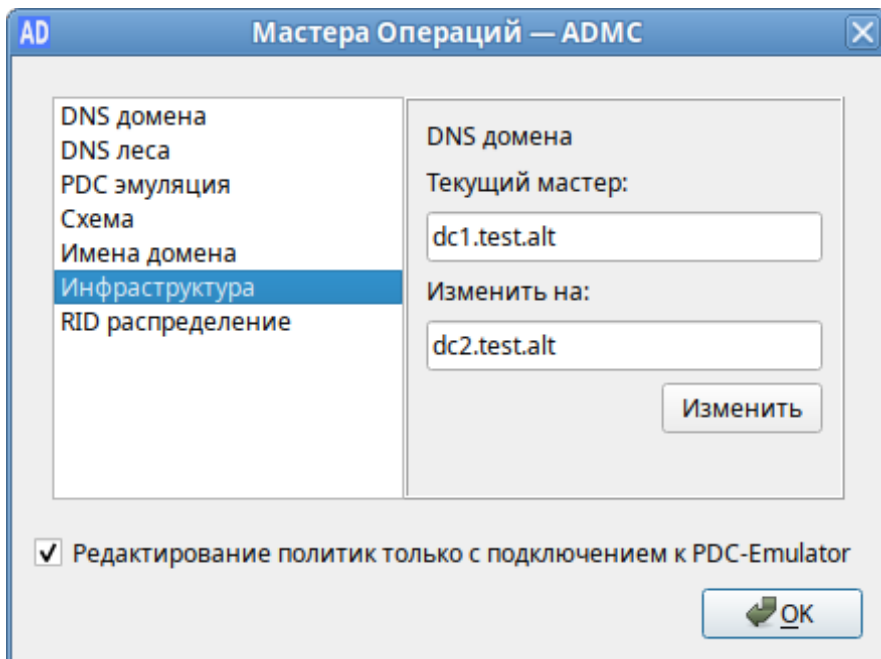 AD Мастера Операций — ADMC
DNS домена
DNS леса
PDC эмуляция
Схема
Имена домена
Инфраструктура
RID распределение
DNS домена
Текущий мастер:
dc1.test.alt
Изменить на:
dc2.test.alt
Изменить
Редактирование политик только с подключением к PDC-Emulator
OK